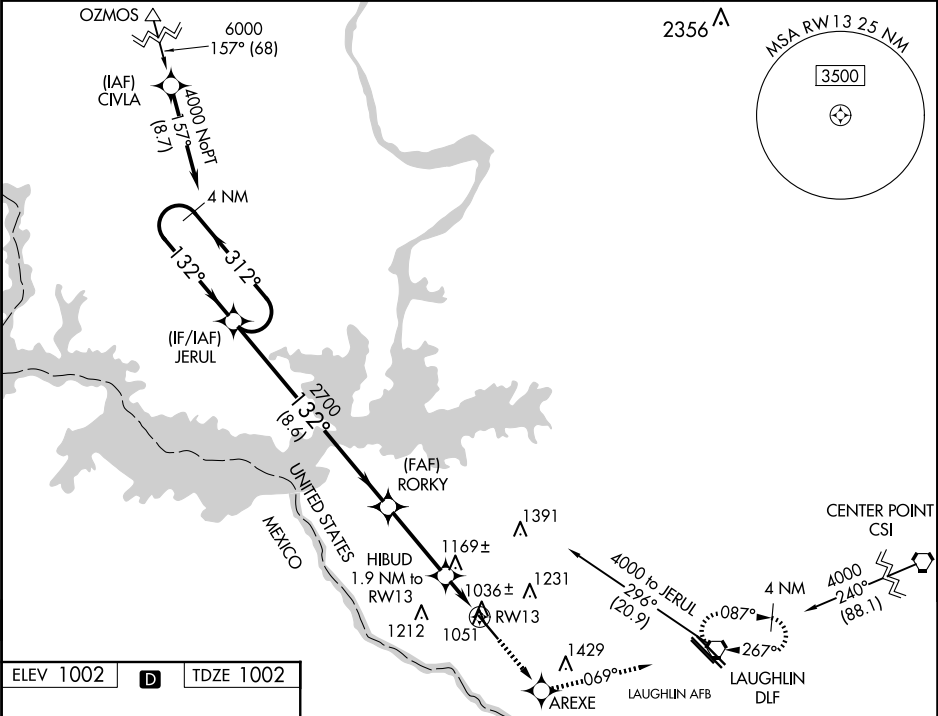 OZMOS
6000
157° (68)
(IAF)
CIVLA
4000 NoPT
157°
(8.7)
2356
MSA RW13 25 NM
3500
4 NM
132°
312°
(IF/IAF)
JERUL
2700
132°
(8.6)
(FAF)
RORKY
UNITED STATES
MEXICO
1391
HIBUD
1.9 NM to
RW13
1169±
1036±
1231
1212
1051
RW13
1429
069°
AREXE
4000 to JERUL
296°
(20.9)
CENTER POINT
CSI
4 NM
4000
240°
(88.1)
087°
267°
LAUGHLIN AFB
LAUGHLIN
DLF
ELEV 1002
D
TDZE 1002